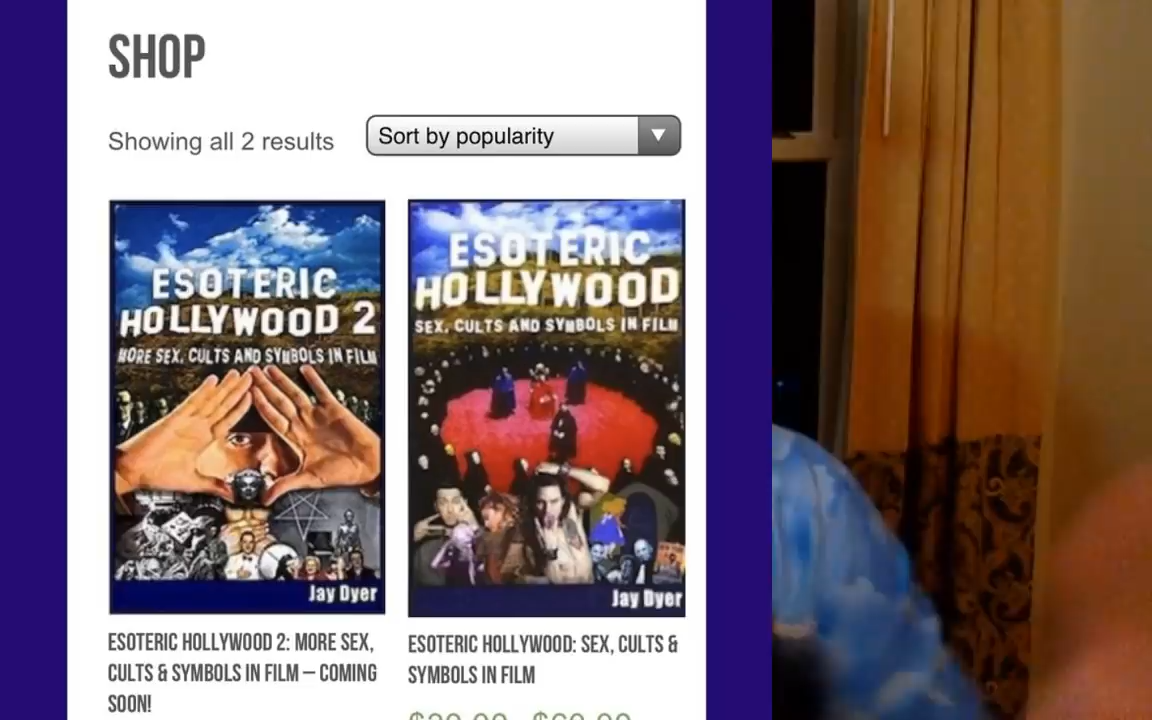 SHOP
Showing all 2 results
Sort by popularity
ESOTERIC
HOLLYWOOD 2
MORE SEX, CULTS AND SYMBOLS IN FILM
Jay Dyer
ESOTERIC
HOLLYWOOD
SEX, CULTS AND SYMBOLS IN FILM
Jay Dyer
ESOTERIC HOLLYWOOD 2: MORE SEX,
CULTS & SYMBOLS IN FILM – COMING
SOON!
ESOTERIC HOLLYWOOD: SEX, CULTS &
SYMBOLS IN FILM